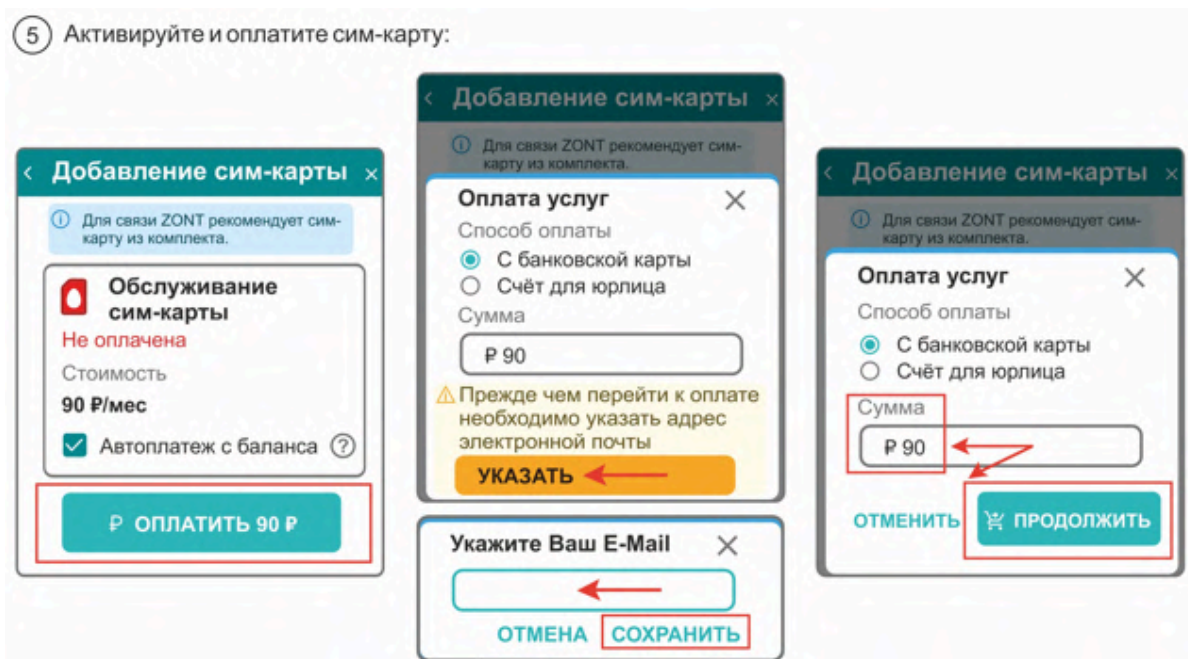 5 Активируйте и оплатите сим-карту:
< Добавление сим-карты ×
Для связи ZONT рекомендует сим-
карту из комплекта.
Обслуживание
сим-карты
Не оплачена
Стоимость
90 ₽/мес
Автоплатеж с баланса ?
₽ ОПЛАТИТЬ 90 ₽
< Добавление сим-карты ×
Для связи ZONT рекомендует сим-
карту из комплекта.
Оплата услуг
Способ оплаты
С банковской карты
Счёт для юрлица
Сумма
₽ 90
Прежде чем перейти к оплате
необходимо указать адрес
электронной почты
УКАЗАТЬ
Укажите Ваш E-Mail
ОТМЕНА СОХРАНИТЬ
< Добавление сим-карты ×
Для связи ZONT рекомендует сим-
карту из комплекта.
Оплата услуг
Способ оплаты
С банковской карты
Счёт для юрлица
Сумма
₽ 90
ОТМЕНИТЬ ПРОДОЛЖИТЬ